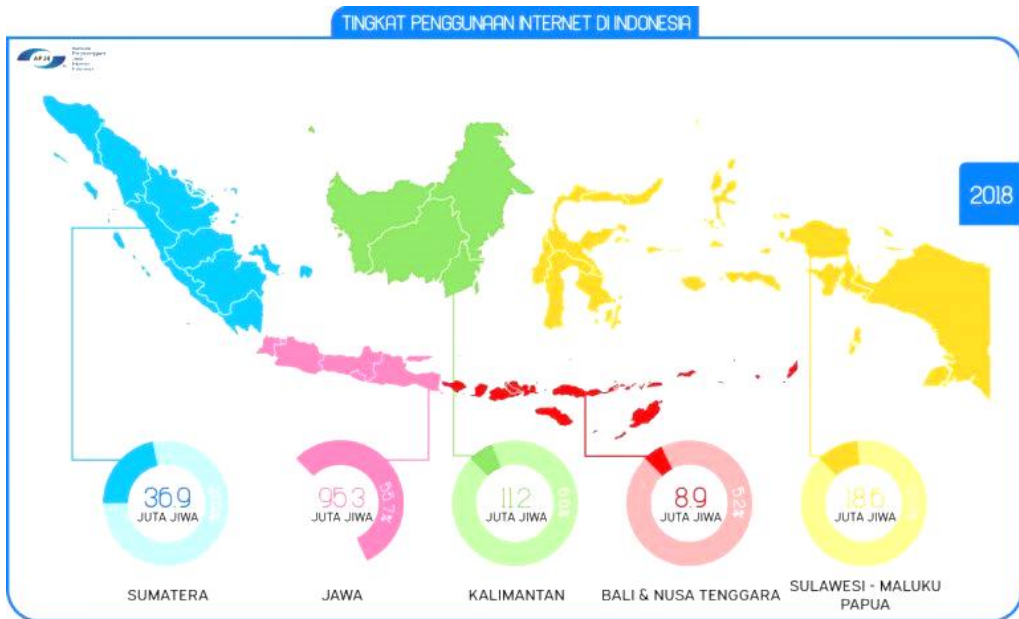 TINGKAT PENGGUNAAN INTERNET DI INDONESIA
2018
36.9
JUTA JIWA
SUMATERA
95.3
JUTA JIWA
55.7%
JAWA
11.2
JUTA JIWA
KALIMANTAN
8.9
JUTA JIWA
5.2%
BALI & NUSA TENGGARA
18.6
JUTA JIWA
SULAWESI - MALUKU
PAPUA